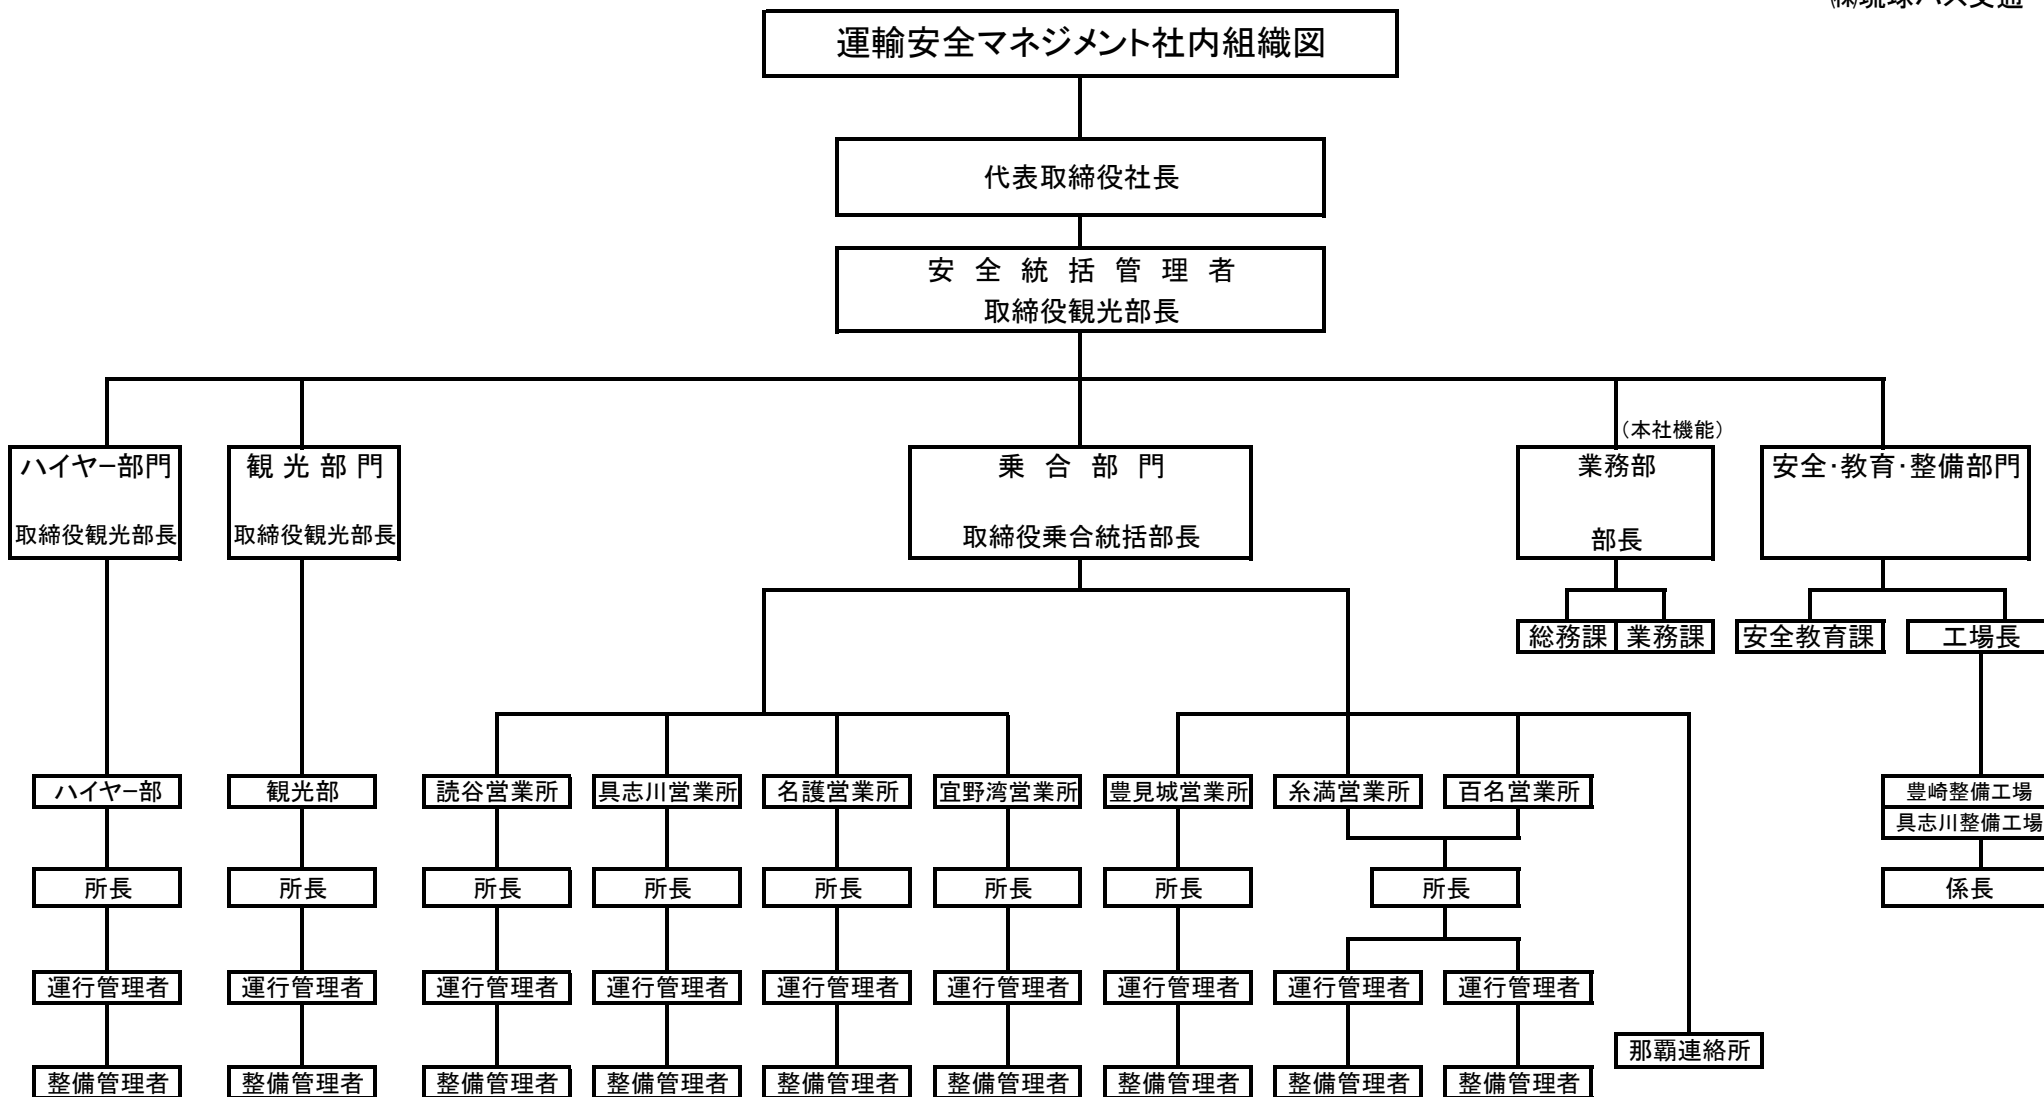 ㈱琉球バス交通
運輸安全マネジメント社内組織図
代表取締役社長
安 全 統 括 管 理 者
取締役観光部長
（本社機能）
ハイヤー部門
取締役観光部長
観 光 部 門
取締役観光部長
乗 合 部 門
取締役乗合統括部長
業務部
部長
安全・教育・整備部門
総務課 業務課 安全教育課 工場長
ハイヤー部 観光部 読谷営業所 具志川営業所 名護営業所 宜野湾営業所 豊見城営業所 糸満営業所 百名営業所 豊崎整備工場
具志川整備工場
所長 所長 所長 所長 所長 所長 所長 所長 係長
運行管理者 運行管理者 運行管理者 運行管理者 運行管理者 運行管理者 運行管理者 運行管理者 運行管理者
那覇連絡所
整備管理者 整備管理者 整備管理者 整備管理者 整備管理者 整備管理者 整備管理者 整備管理者 整備管理者